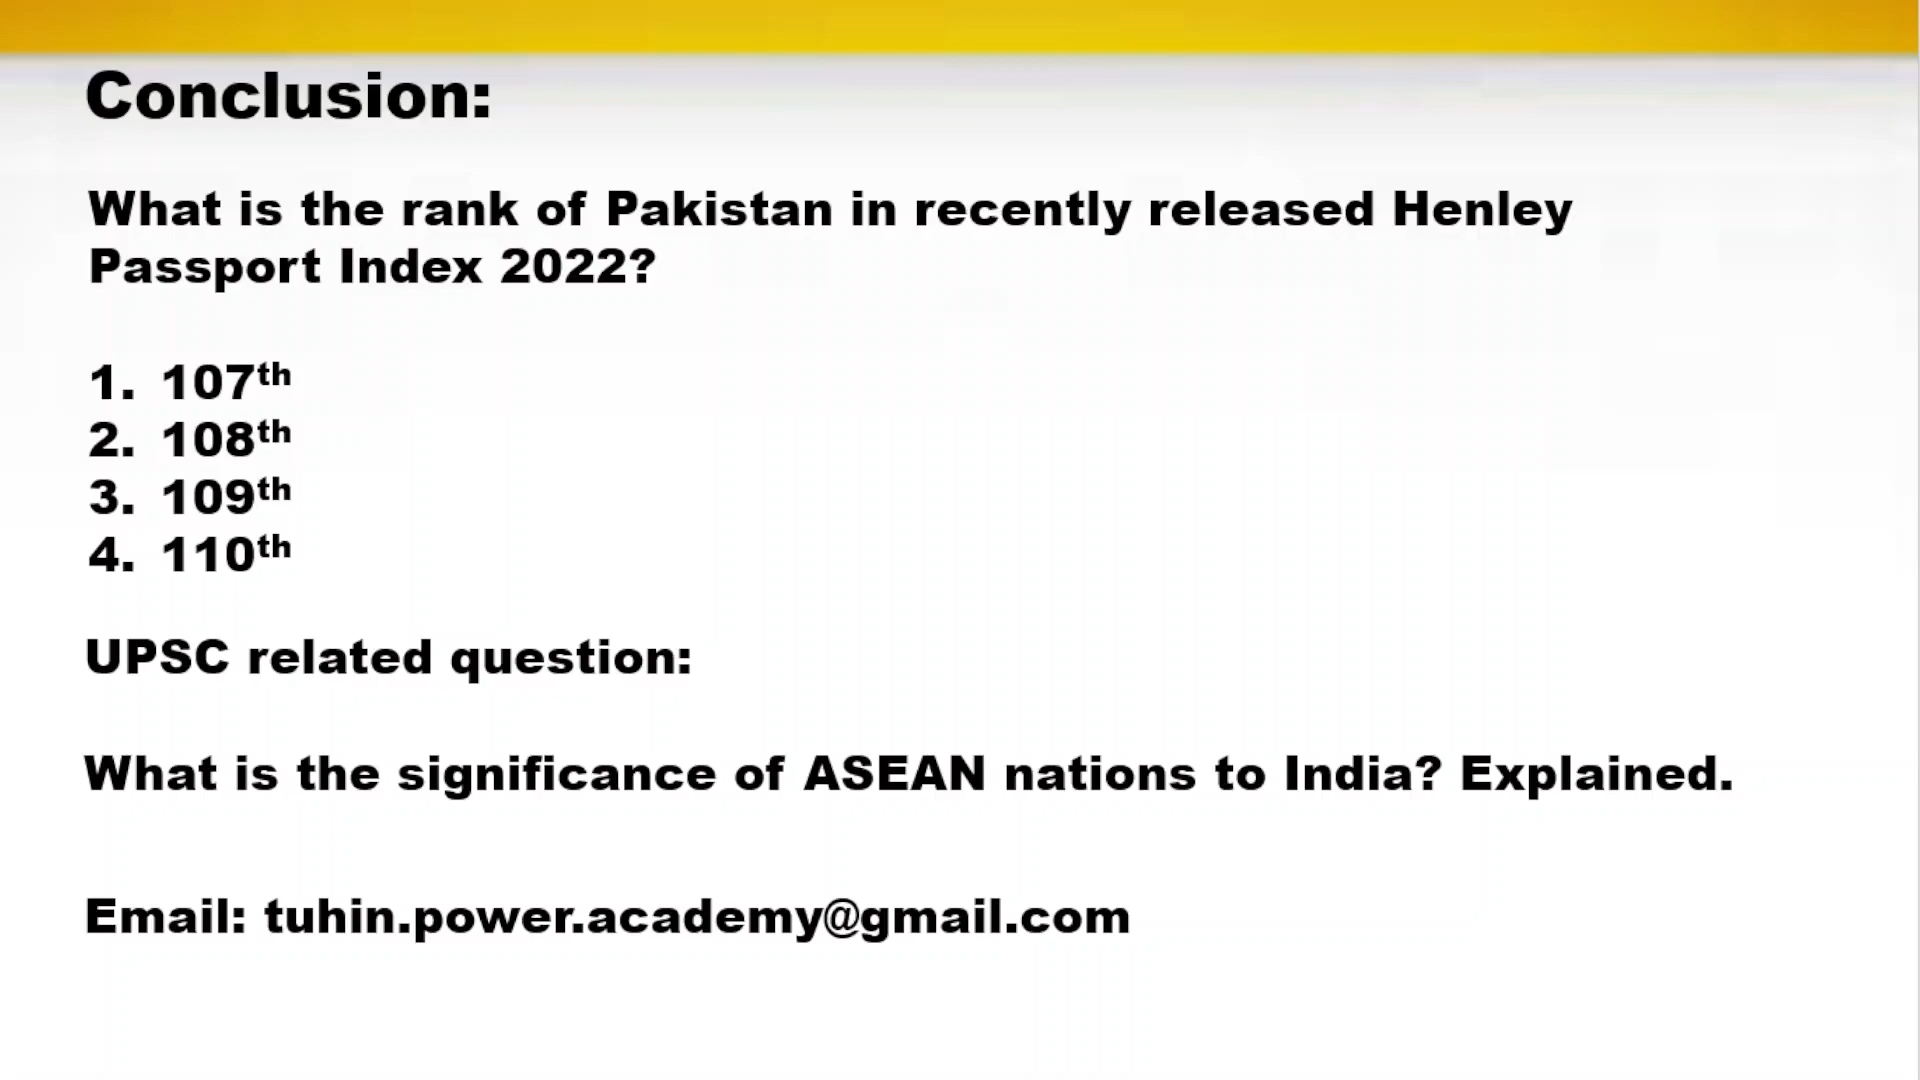 Conclusion:
What is the rank of Pakistan in recently released Henley
Passport Index 2022?
1. 107th
2. 108th
3. 109th
4. 110th
UPSC related question:
What is the significance of ASEAN nations to India? Explained.
Email: tuhin.power.academy@gmail.com